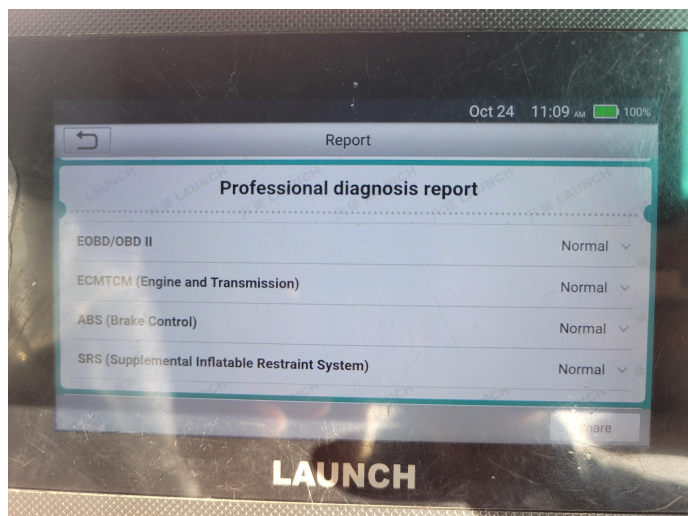 Oct 24 11:09 AM 100%
Report
Professional diagnosis report
EOBD/OBD II Normal
ECMTCM (Engine and Transmission) Normal
ABS (Brake Control) Normal
SRS (Supplemental Inflatable Restraint System) Normal
LAUNCH